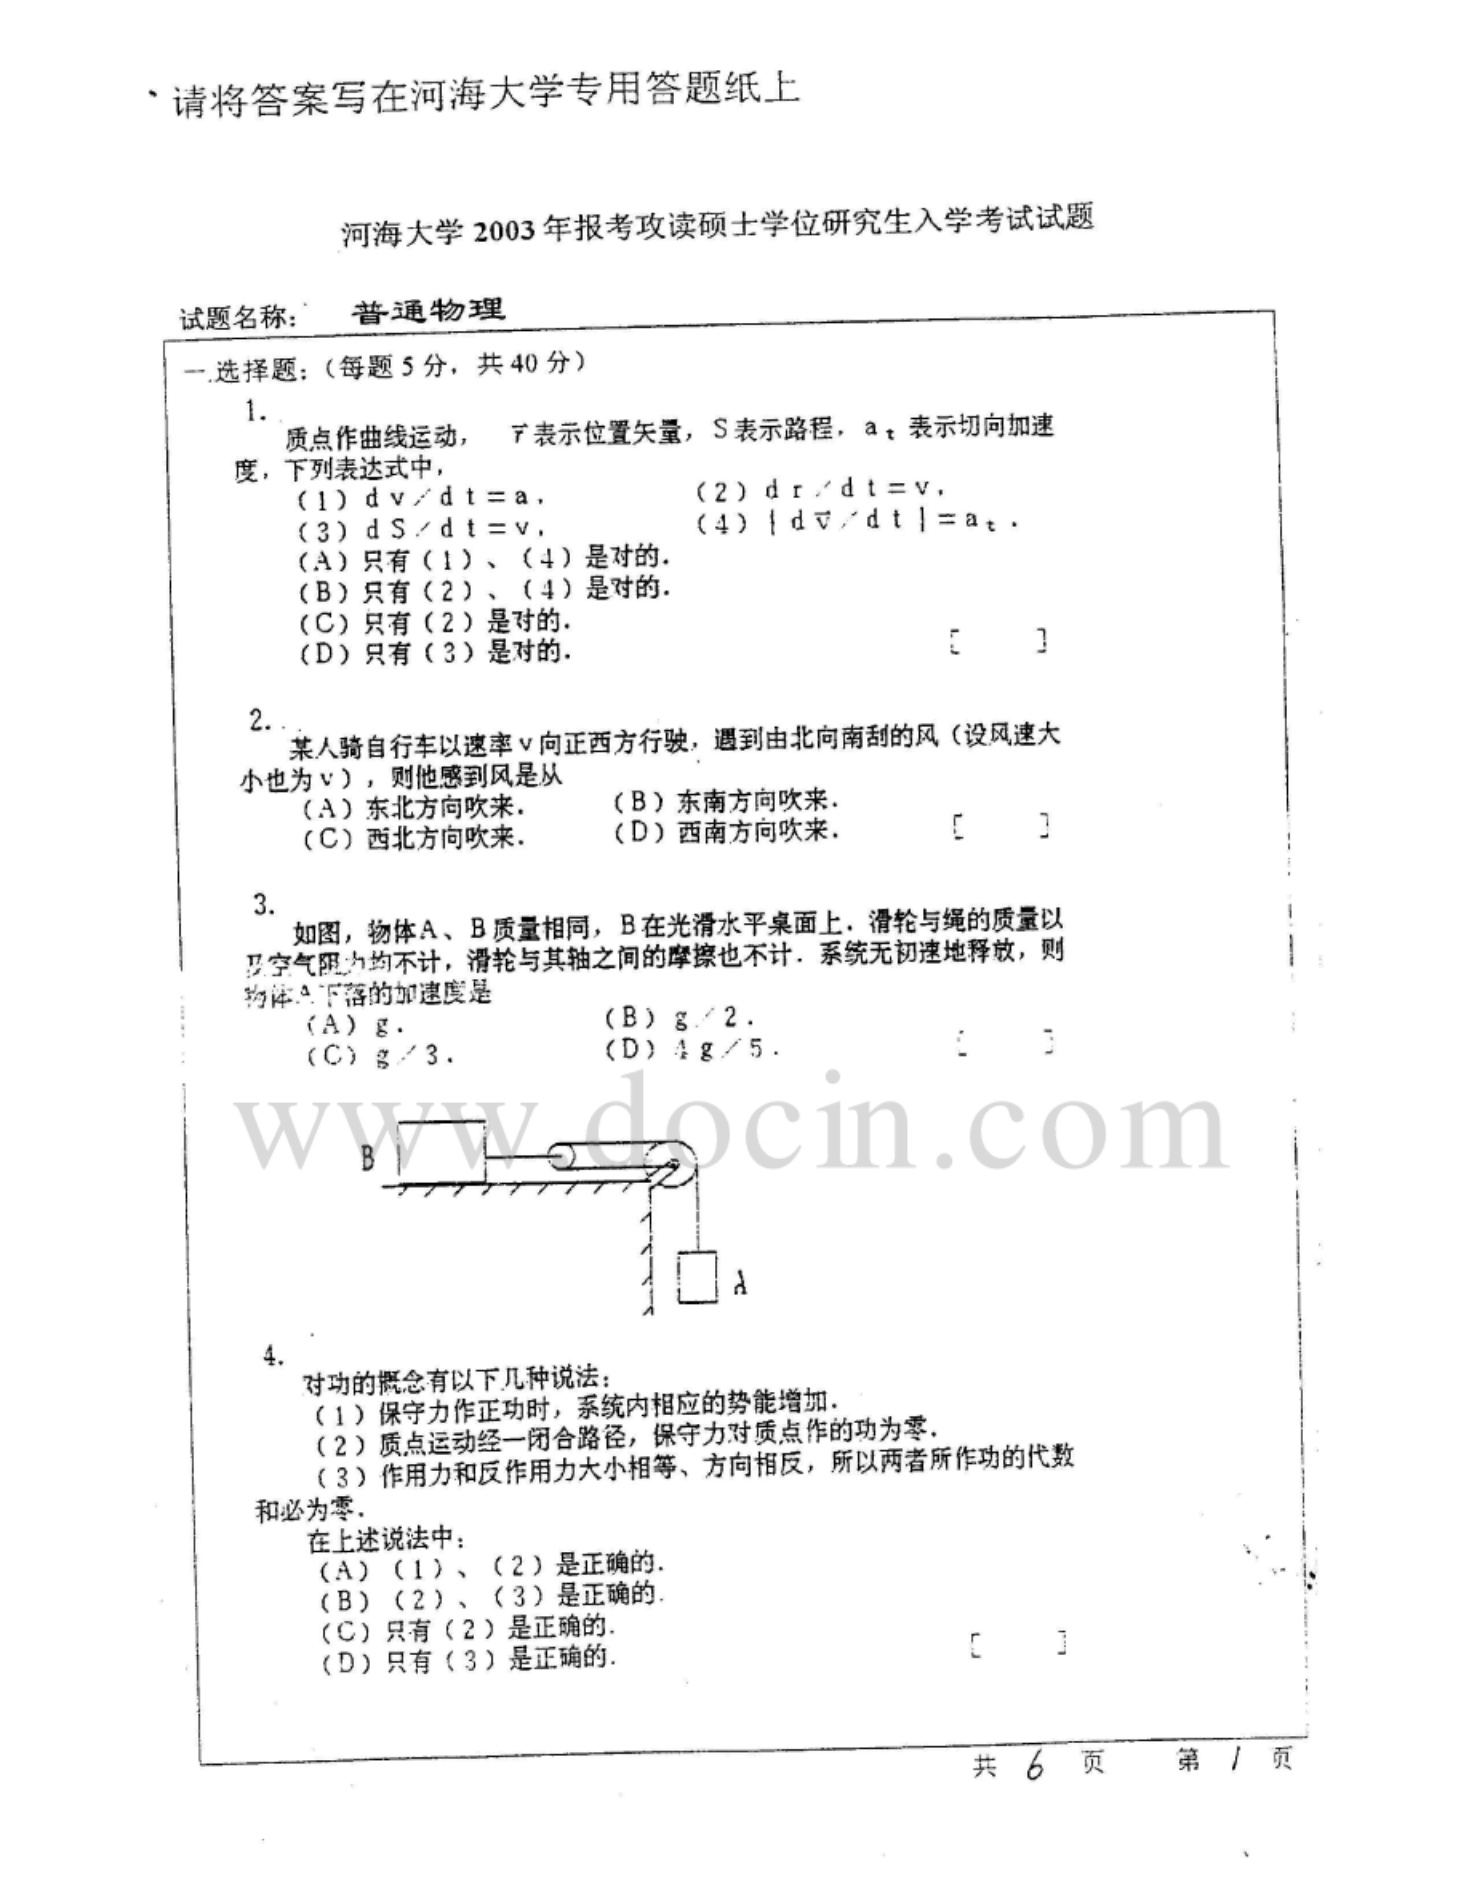 请将答案写在河海大学专用答题纸上
河海大学 2003 年报考攻读硕士学位研究生入学考试试题
试题名称: 普通物理
一.选择题:(每题 5 分, 共 40 分)
1.
质点作曲线运动, r⃗ 表示位置矢量, S 表示路程, aₜ 表示切向加速
度, 下列表达式中,
(1) dv/dt=a, (2) dr/dt=v,
(3) dS/dt=v, (4) |dv⃗/dt|=aₜ.
(A) 只有(1)、(4)是对的.
(B) 只有(2)、(4)是对的.
(C) 只有(2)是对的.
(D) 只有(3)是对的. [ ]
2.
某人骑自行车以速率 v 向正西方行驶, 遇到由北向南刮的风(设风速大
小也为 v), 则他感到风是从
(A) 东北方向吹来. (B) 东南方向吹来.
(C) 西北方向吹来. (D) 西南方向吹来. [ ]
3.
如图, 物体A、B质量相同, B在光滑水平桌面上. 滑轮与绳的质量以
及空气阻力均不计, 滑轮与其轴之间的摩擦也不计. 系统无初速地释放, 则
物体A下落的加速度是
(A) g. (B) g/2.
(C) g/3. (D) 4g/5. [ ]
www.docin.com
B
A
4.
对功的概念有以下几种说法:
(1) 保守力作正功时, 系统内相应的势能增加.
(2) 质点运动经一闭合路径, 保守力对质点作的功为零.
(3) 作用力和反作用力大小相等、方向相反, 所以两者所作功的代数
和必为零.
在上述说法中:
(A) (1)、(2)是正确的.
(B) (2)、(3)是正确的.
(C) 只有(2)是正确的.
(D) 只有(3)是正确的. [ ]
共 6 页 第 1 页